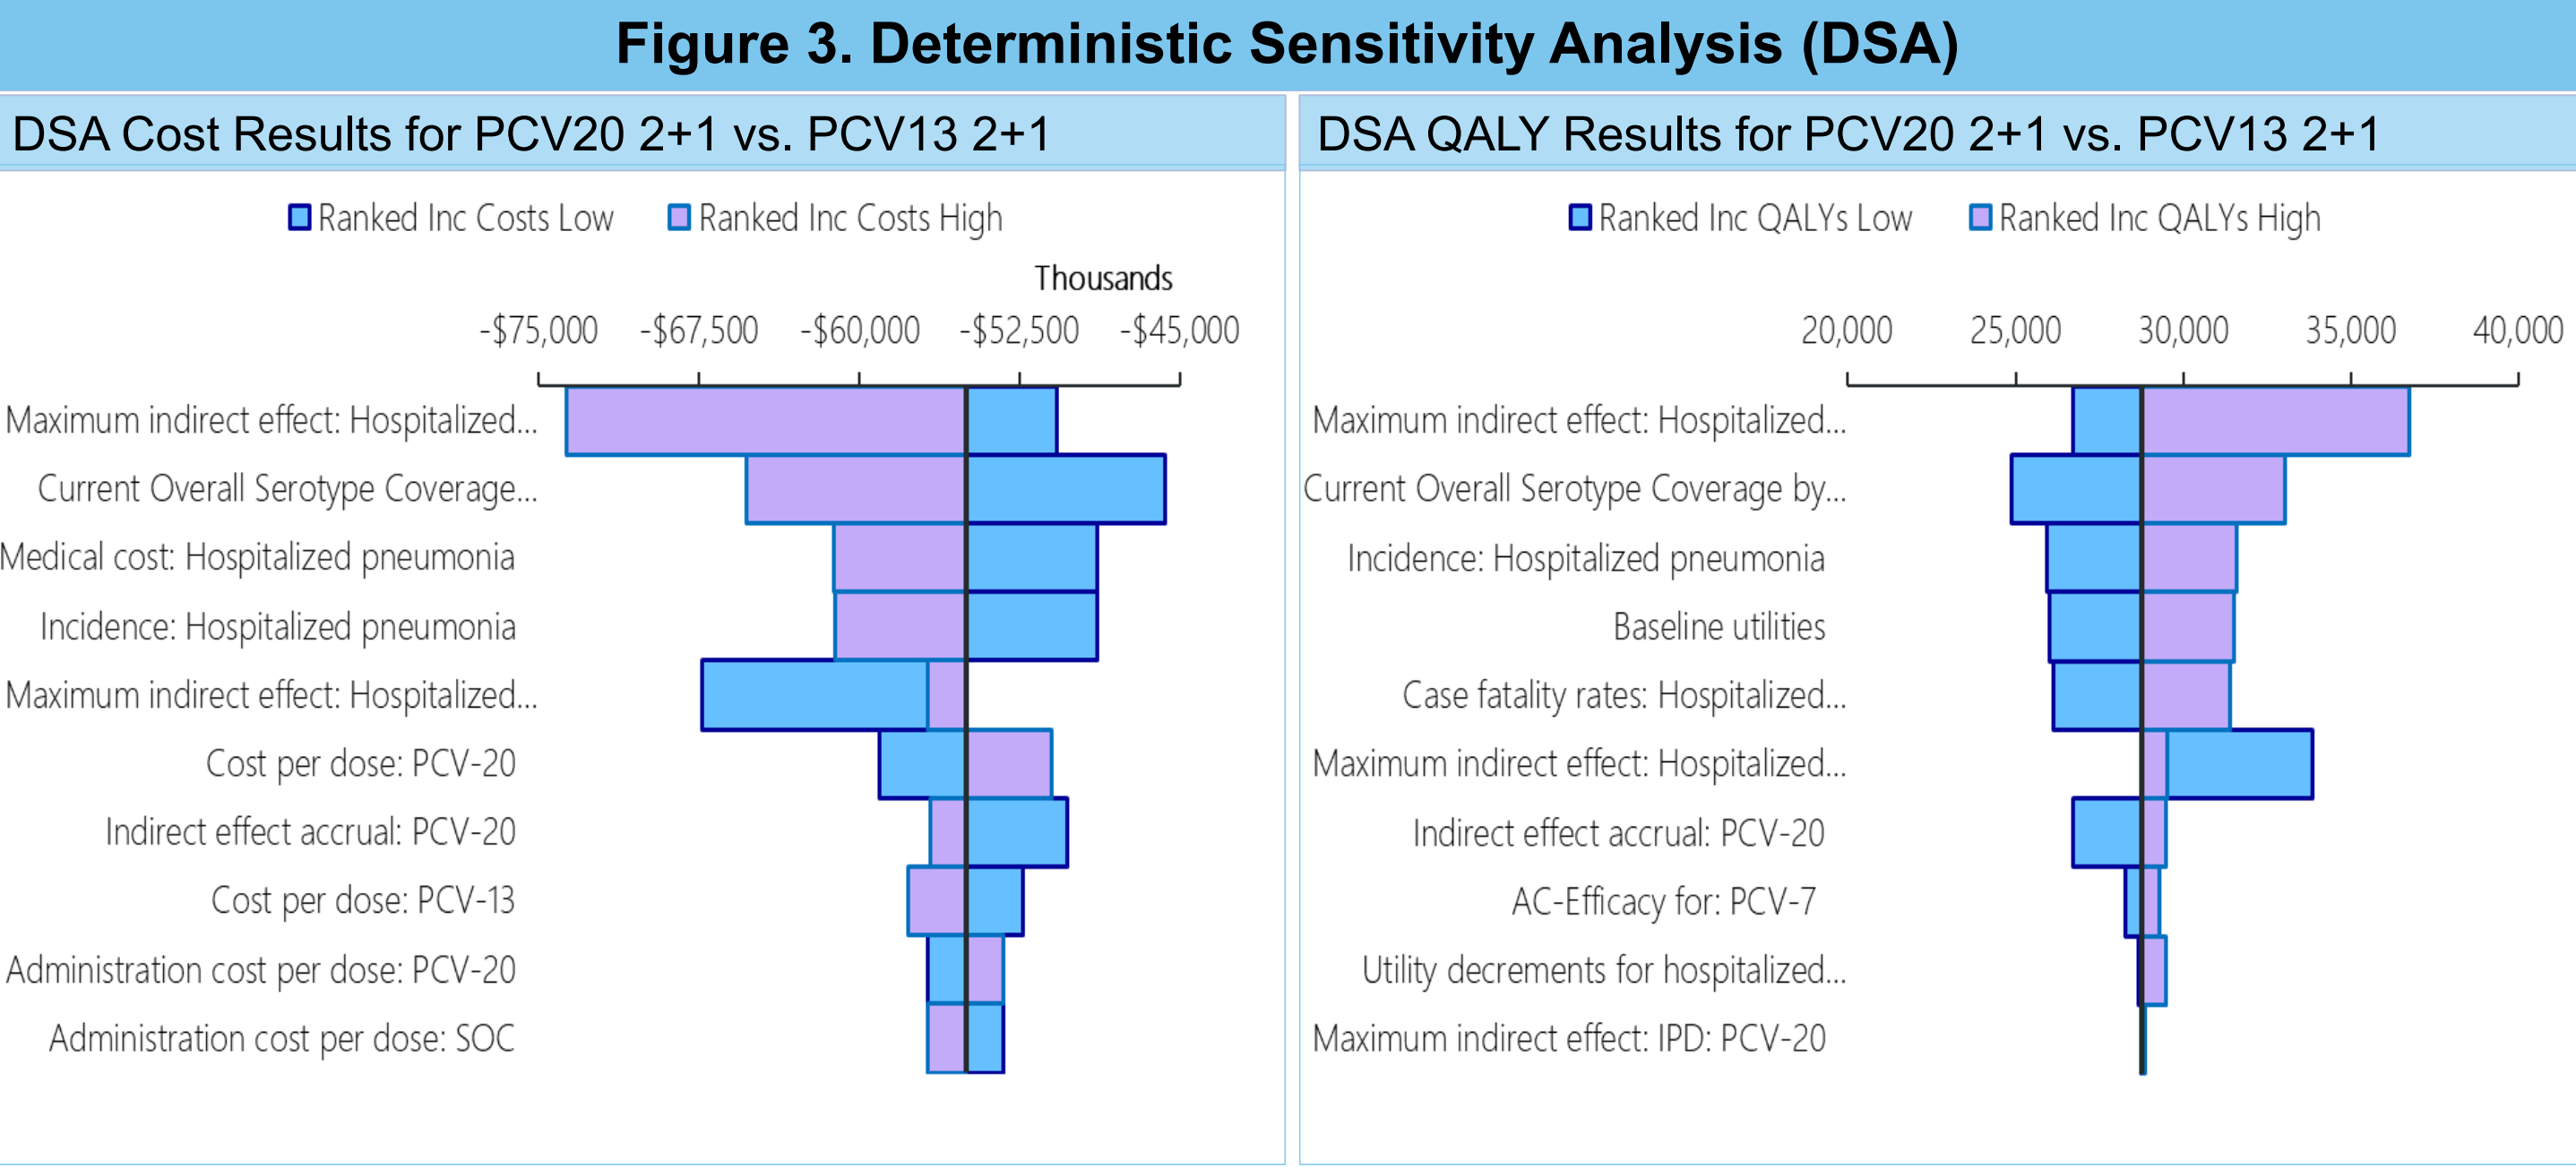 Figure 3. Deterministic Sensitivity Analysis (DSA)
DSA Cost Results for PCV20 2+1 vs. PCV13 2+1
Ranked Inc Costs Low
Ranked Inc Costs High
Thousands
-$75,000
-$67,500
-$60,000
-$52,500
-$45,000
Maximum indirect effect: Hospitalized...
Current Overall Serotype Coverage...
Medical cost: Hospitalized pneumonia
Incidence: Hospitalized pneumonia
Maximum indirect effect: Hospitalized...
Cost per dose: PCV-20
Indirect effect accrual: PCV-20
Cost per dose: PCV-13
Administration cost per dose: PCV-20
Administration cost per dose: SOC
DSA QALY Results for PCV20 2+1 vs. PCV13 2+1
Ranked Inc QALYs Low
Ranked Inc QALYs High
20,000
25,000
30,000
35,000
40,000
Maximum indirect effect: Hospitalized...
Current Overall Serotype Coverage by...
Incidence: Hospitalized pneumonia
Baseline utilities
Case fatality rates: Hospitalized...
Maximum indirect effect: Hospitalized...
Indirect effect accrual: PCV-20
AC-Efficacy for: PCV-7
Utility decrements for hospitalized...
Maximum indirect effect: IPD: PCV-20